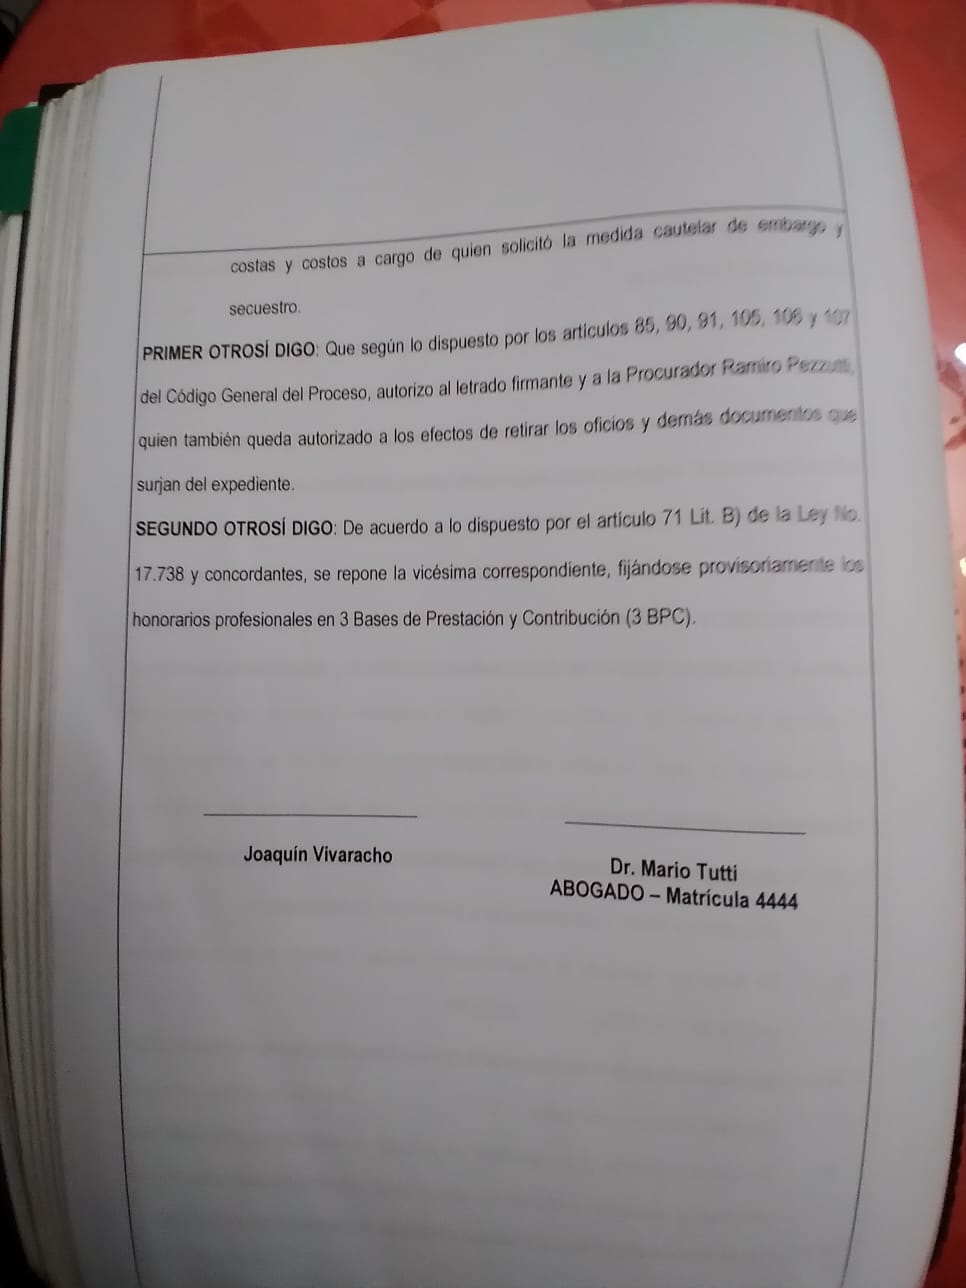 costas y costos a cargo de quien solicitó la medida cautelar de embargo y
secuestro.
PRIMER OTROSÍ DIGO: Que según lo dispuesto por los artículos 85, 90, 91, 105, 106 y 107
del Código General del Proceso, autorizo al letrado firmante y a la Procurador Ramiro Pezzutti,
quien también queda autorizado a los efectos de retirar los oficios y demás documentos que
surjan del expediente.
SEGUNDO OTROSÍ DIGO: De acuerdo a lo dispuesto por el artículo 71 Lit. B) de la Ley No.
17.738 y concordantes, se repone la vicésima correspondiente, fijándose provisoriamente los
honorarios profesionales en 3 Bases de Prestación y Contribución (3 BPC).
Joaquín Vivaracho
Dr. Mario Tutti
ABOGADO – Matrícula 4444